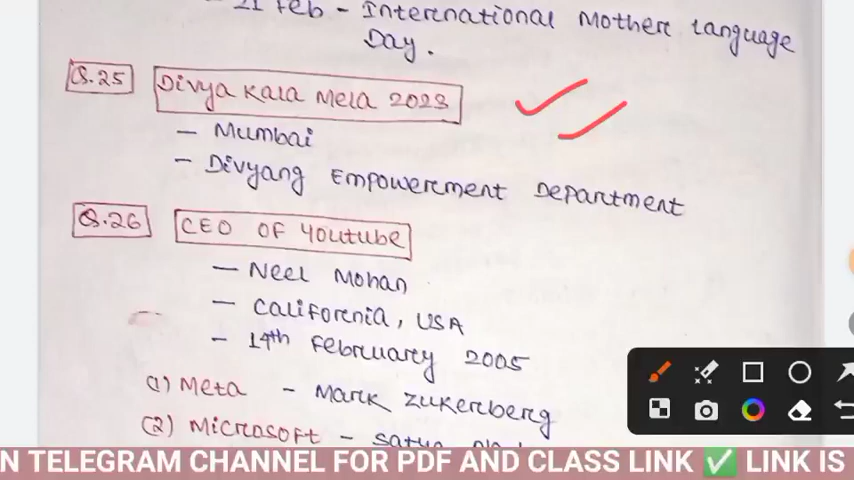 - 21 Feb - International Mother Language
Day.
Q.25 Divya Kala Mela 2023
- Mumbai
- Divyang Empowerment Department
Q.26 CEO OF Youtube
- Neel Mohan
- California, USA
- 14th February 2005
(1) Meta - Mark Zukerberg
(2) Microsoft - Satya
N TELEGRAM CHANNEL FOR PDF AND CLASS LINK ✅ LINK IS